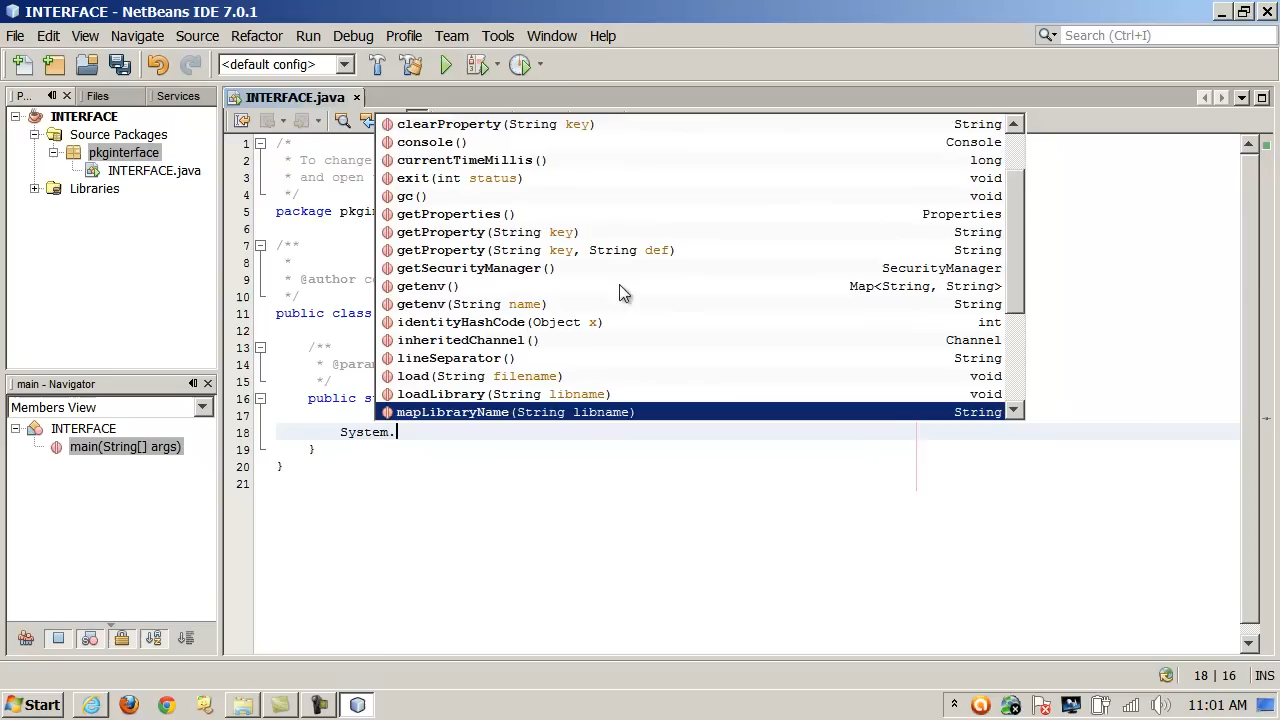 INTERFACE - NetBeans IDE 7.0.1
File Edit View Navigate Source Refactor Run Debug Profile Team Tools Window Help
Search (Ctrl+I)
<default config>
P... Files Services
INTERFACE
Source Packages
pkginterface
INTERFACE.java
Libraries
main - Navigator
Members View
INTERFACE
main(String[] args)
INTERFACE.java
1 /*
2 * To change
3 * and open
4 */
5 package pkgin
6
7 /**
8 *
9 * @author co
10 */
11 public class
12
13 /**
14 * @para
15 */
16 public st
17
18 System.
19 }
20 }
21
clearProperty(String key) String
console() Console
currentTimeMillis() long
exit(int status) void
gc() void
getProperties() Properties
getProperty(String key) String
getProperty(String key, String def) String
getSecurityManager() SecurityManager
getenv() Map<String, String>
getenv(String name) String
identityHashCode(Object x) int
inheritedChannel() Channel
lineSeparator() String
load(String filename) void
loadLibrary(String libname) void
mapLibraryName(String libname) String
18 | 16 INS
Start
11:01 AM